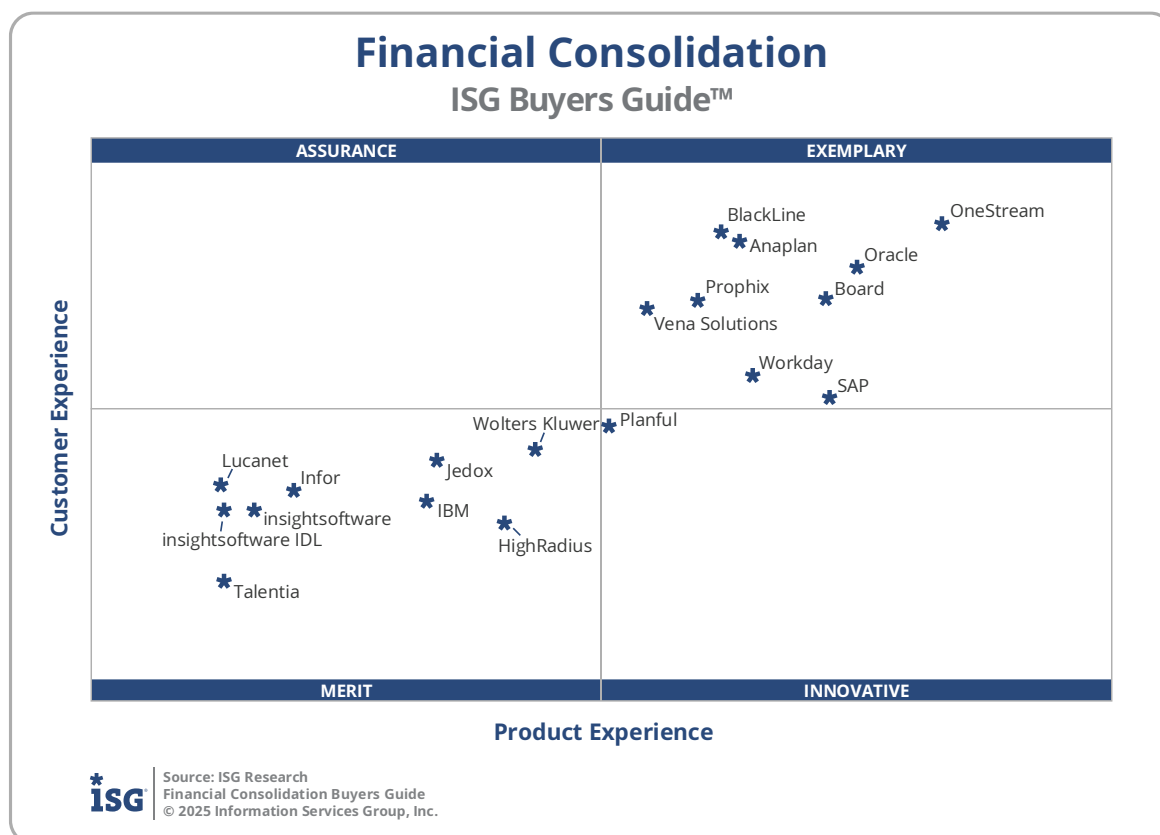 Financial Consolidation
ISG Buyers Guide™
ASSURANCE
EXEMPLARY
BlackLine
OneStream
Anaplan
Oracle
Prophix
Board
Vena Solutions
Workday
SAP
Customer Experience
Wolters Kluwer
Planful
Lucanet
Infor
Jedox
insightsoftware
IBM
insightsoftware IDL
HighRadius
Talentia
MERIT
INNOVATIVE
Product Experience
ISG
Source: ISG Research
Financial Consolidation Buyers Guide
© 2025 Information Services Group, Inc.